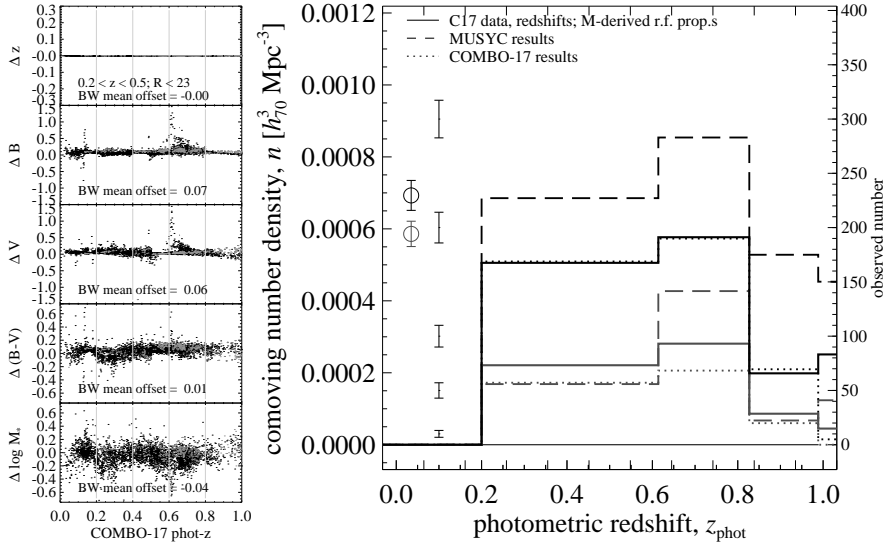 Δ z
0.3
0.2
0.1
-0.0
-0.1
-0.2
-0.3
0.2 < z < 0.5; R < 23
BW mean offset = -0.00
Δ B
1.5
1.0
0.5
0.0
-0.5
-1.0
-1.5
BW mean offset = 0.07
Δ V
1.5
1.0
0.5
0.0
-0.5
-1.0
-1.5
BW mean offset = 0.06
Δ (B-V)
0.6
0.4
0.2
0.0
-0.2
-0.4
-0.6
BW mean offset = 0.01
Δ log M*
0.6
0.4
0.2
-0.0
-0.2
-0.4
-0.6
BW mean offset = -0.04
0.0 0.2 0.4 0.6 0.8 1.0
COMBO-17 phot-z
comoving number density, n [h³₇₀ Mpc⁻³]
0.0012
0.0010
0.0008
0.0006
0.0004
0.0002
0.0000
C17 data, redshifts; M-derived r.f. prop.s
MUSYC results
COMBO-17 results
0.0 0.2 0.4 0.6 0.8 1.0
photometric redshift, z phot
400
350
300
250
200
150
100
50
0
observed number